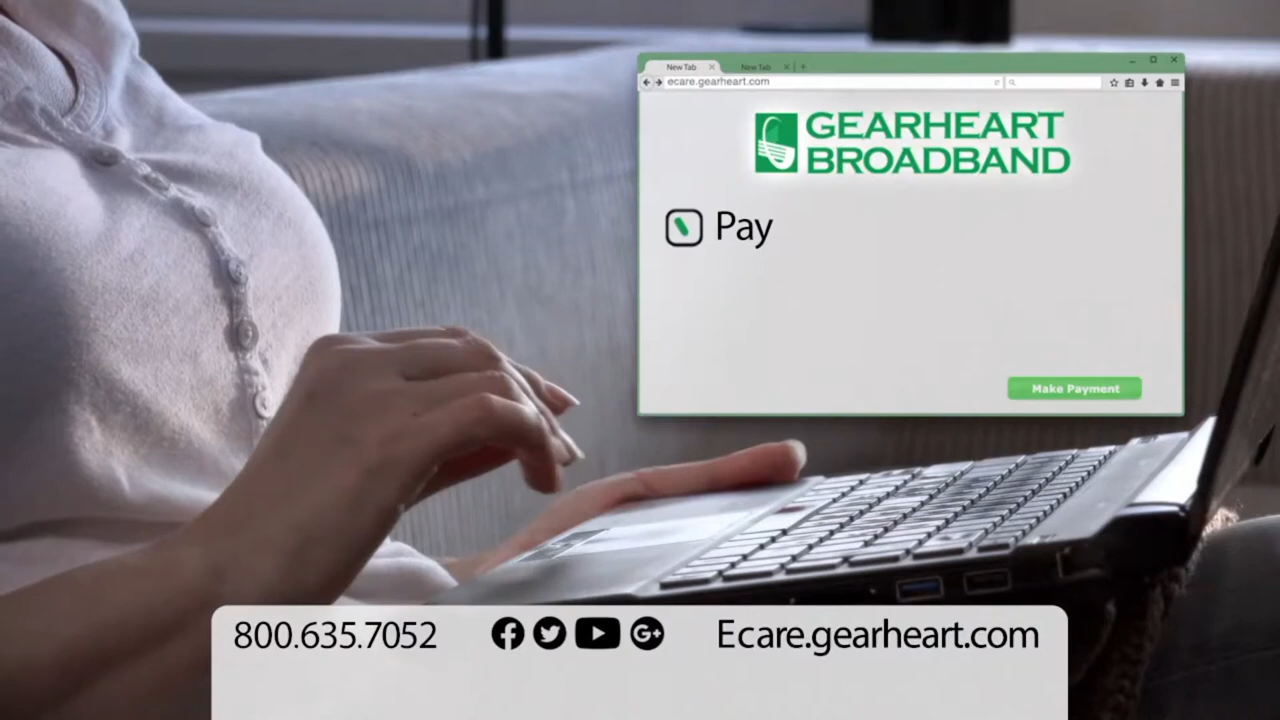 New Tab New Tab
ecare.gearheart.com
GEARHEART
BROADBAND
Pay
Make Payment
800.635.7052 Ecare.gearheart.com